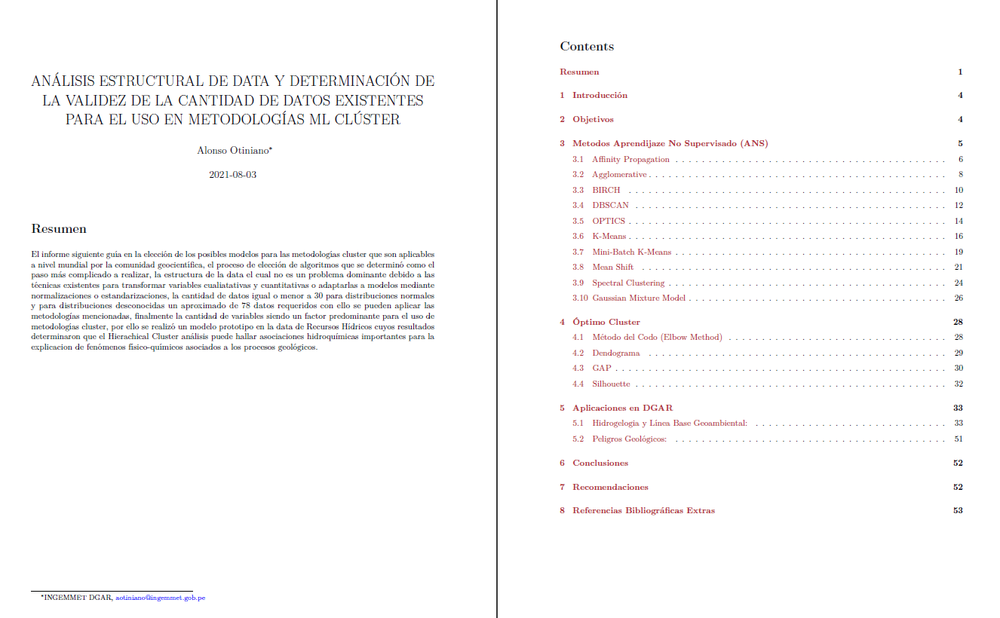 ANÁLISIS ESTRUCTURAL DE DATA Y DETERMINACIÓN DE
LA VALIDEZ DE LA CANTIDAD DE DATOS EXISTENTES
PARA EL USO EN METODOLOGÍAS ML CLÚSTER
Alonso Otiniano*
2021-08-03
Resumen
El informe siguiente guía en la elección de los posibles modelos para las metodologías cluster que son aplicables
a nivel mundial por la comunidad geocientífica, el proceso de elección de algoritmos que se determinó como el
paso más complicado a realizar, la estructura de la data el cual no es un problema dominante debido a las
técnicas existentes para transformar variables cualiatativas y cuantitativas o adaptarlas a modelos mediante
normalizaciones o estandarizaciones, la cantidad de datos igual o menor a 30 para distribuciones normales
y para distribuciones desconocidas un aproximado de 78 datos requeridos con ello se pueden aplicar las
metodologías mencionadas, finalmente la cantidad de variables siendo un factor predominante para el uso de
metodologías cluster, por ello se realizó un modelo prototipo en la data de Recursos Hídricos cuyos resultados
determinaron que el Hierachical Cluster análisis puede hallar asociaciones hidroquímicas importantes para la
explicacion de fenómenos físico-químicos asociados a los procesos geológicos.
*INGEMMET DGAR, aotiniano@ingemmet.gob.pe
Contents
Resumen 1
1 Introducción 4
2 Objetivos 4
3 Metodos Aprendijaze No Supervisado (ANS) 5
3.1 Affinity Propagation . . . . . . . . . . . . . . . . . . . . 6
3.2 Agglomerative . . . . . . . . . . . . . . . . . . . . 8
3.3 BIRCH . . . . . . . . . . . . . . . . . . . . 10
3.4 DBSCAN . . . . . . . . . . . . . . . . . . . . 12
3.5 OPTICS . . . . . . . . . . . . . . . . . . . . 14
3.6 K-Means . . . . . . . . . . . . . . . . . . . . 16
3.7 Mini-Batch K-Means . . . . . . . . . . . . . . . . . . . . 19
3.8 Mean Shift . . . . . . . . . . . . . . . . . . . . 21
3.9 Spectral Clustering . . . . . . . . . . . . . . . . . . . . 24
3.10 Gaussian Mixture Model . . . . . . . . . . . . . . . . . . . . 26
4 Óptimo Cluster 28
4.1 Método del Codo (Elbow Method) . . . . . . . . . . . . . . . . . . . . 28
4.2 Dendograma . . . . . . . . . . . . . . . . . . . . 29
4.3 GAP . . . . . . . . . . . . . . . . . . . . 30
4.4 Silhouette . . . . . . . . . . . . . . . . . . . . 32
5 Aplicaciones en DGAR 33
5.1 Hidrogelogia y Línea Base Geoambiental: . . . . . . . . . . . . . . . . . . . . 33
5.2 Peligros Geológicos: . . . . . . . . . . . . . . . . . . . . 51
6 Conclusiones 52
7 Recomendaciones 52
8 Referencias Bibliográficas Extras 53